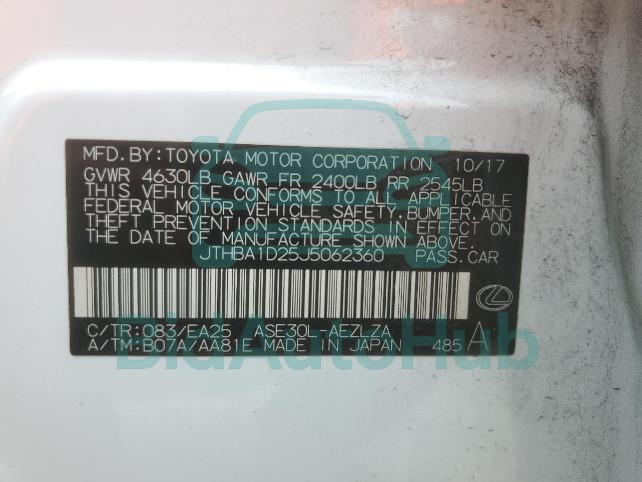 MFD. BY: TOYOTA MOTOR CORPORATION 10/17
GVWR 4630LB GAWR FR 2400LB RR 2545LB
THIS VEHICLE CONFORMS TO ALL APPLICABLE
FEDERAL MOTOR VEHICLE SAFETY, BUMPER, AND
THEFT PREVENTION STANDARDS IN EFFECT ON
THE DATE OF MANUFACTURE SHOWN ABOVE.
JTHBA1D25J5062360 PASS. CAR
C/TR: 083/EA25 ASE30L-AEZLZA
A/TM: B07A/AA81E MADE IN JAPAN 485 A
BidAutoHub